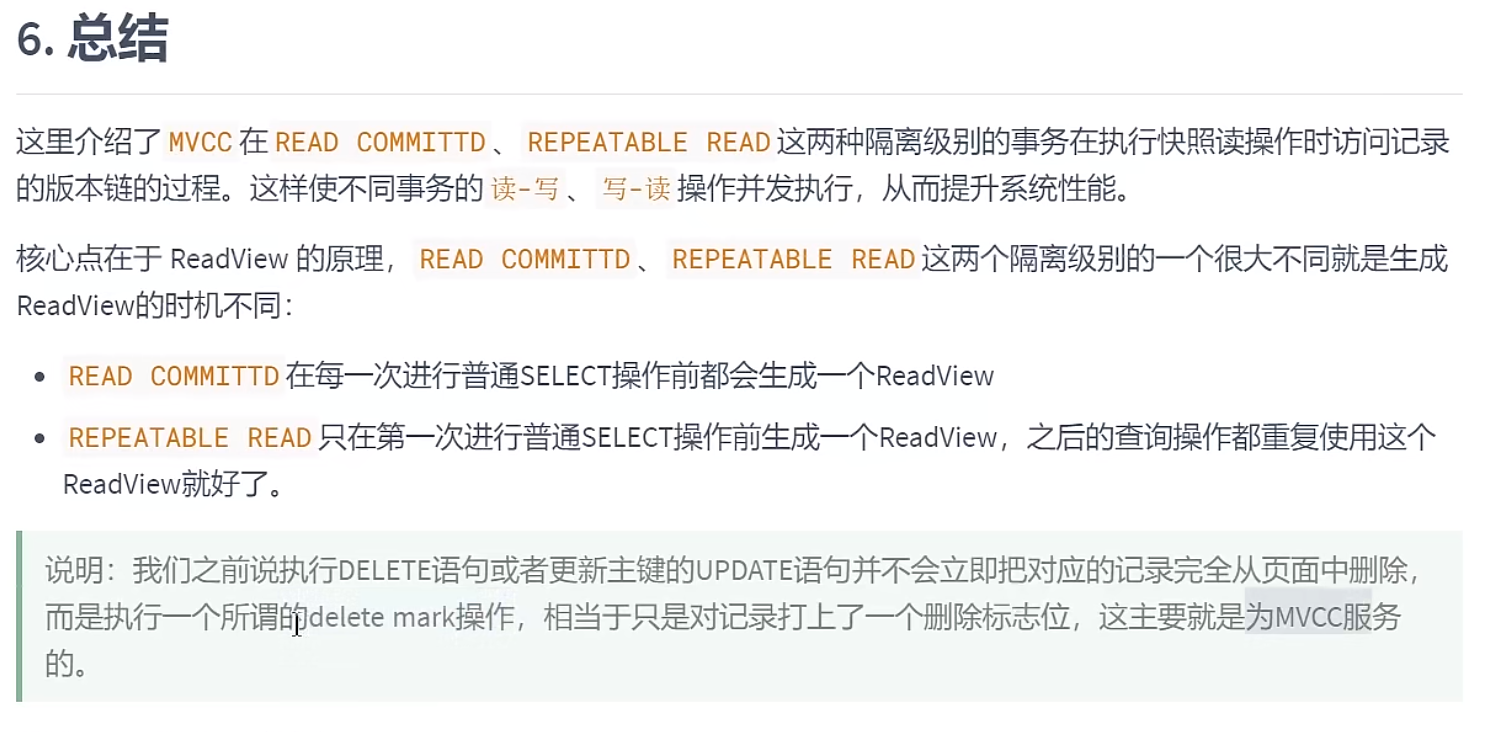 6. 总结
这里介绍了 MVCC 在 READ COMMITTD 、 REPEATABLE READ 这两种隔离级别的事务在执行快照读操作时访问记录
的版本链的过程。这样使不同事务的 读-写 、 写-读 操作并发执行，从而提升系统性能。
核心点在于 ReadView 的原理， READ COMMITTD 、 REPEATABLE READ 这两个隔离级别的一个很大不同就是生成
ReadView的时机不同：
• READ COMMITTD 在每一次进行普通SELECT操作前都会生成一个ReadView
• REPEATABLE READ 只在第一次进行普通SELECT操作前生成一个ReadView，之后的查询操作都重复使用这个
ReadView就好了。
说明：我们之前说执行DELETE语句或者更新主键的UPDATE语句并不会立即把对应的记录完全从页面中删除，
而是执行一个所谓的delete mark操作，相当于只是对记录打上了一个删除标志位，这主要就是为MVCC服务
的。